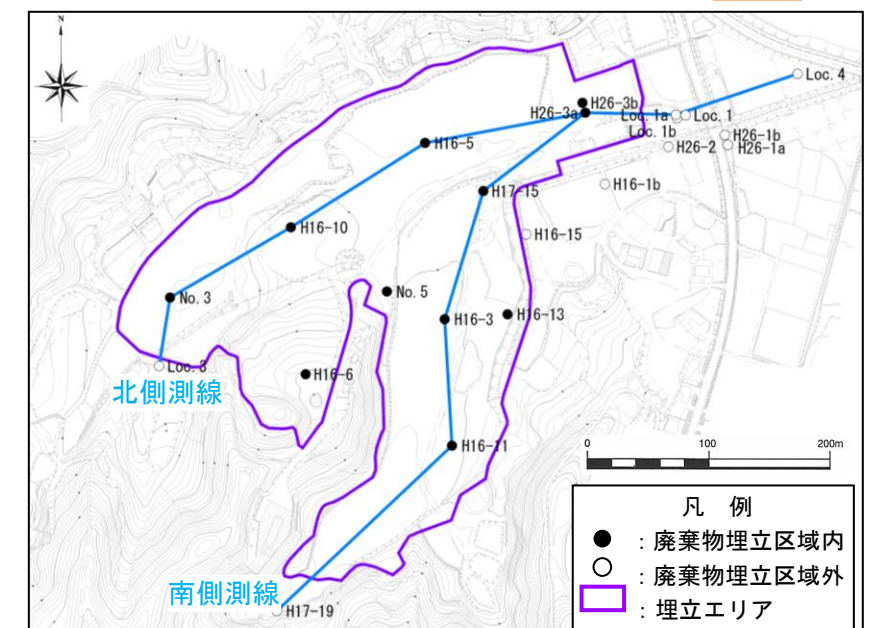 N
Loc. 4
H26-3b
H26-3a
Loc. 1a
Loc. 1
Loc. 1b
H26-1b
H26-2
H26-1a
H16-5
H17-15
H16-1b
H16-15
H16-10
No. 3
No. 5
H16-3
H16-13
Loc. 3
H16-6
北側測線
H16-11
0 100 200m
凡 例
● : 廃棄物埋立区域内
○ : 廃棄物埋立区域外
: 埋立エリア
南側測線
H17-19